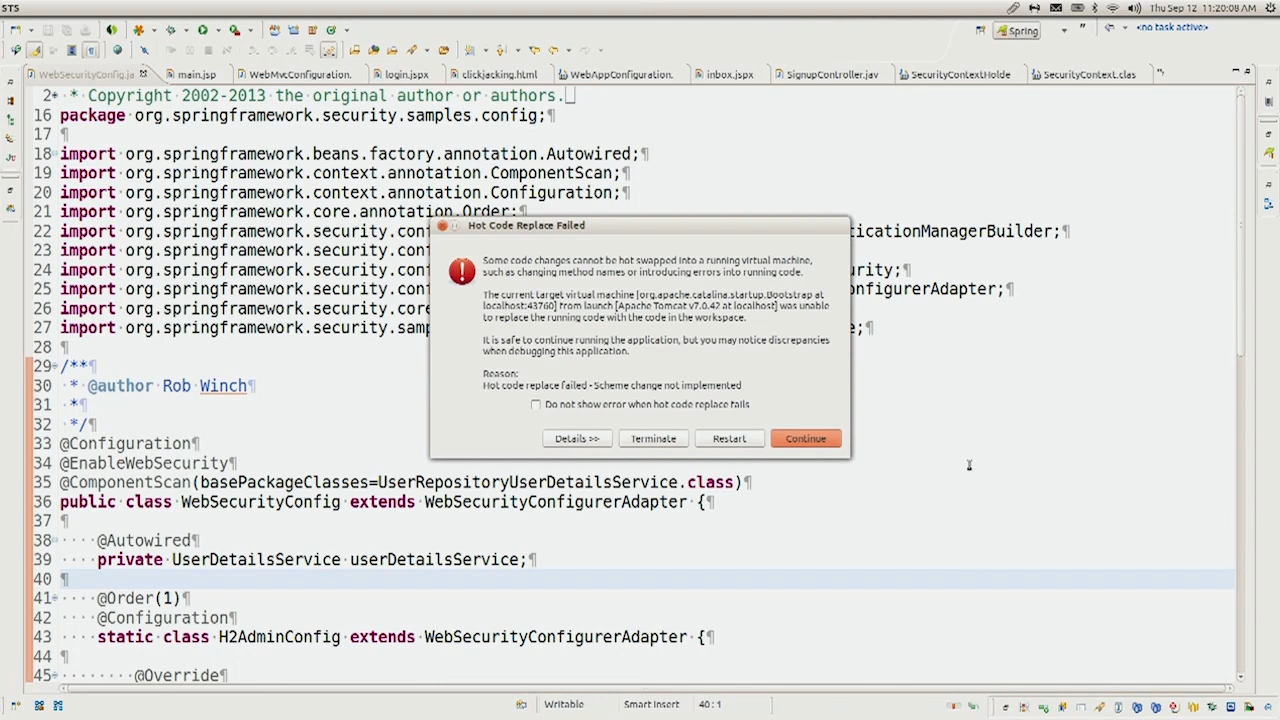 STS
Thu Sep 12 11:20:08 AM
Spring
<no task active>
WebSecurityConfig.ja
main.jsp
WebMvcConfiguration.
login.jspx
clickjacking.html
WebAppConfiguration.
inbox.jspx
SignupController.jav
SecurityContextHolde
SecurityContext.clas
2 * Copyright 2002-2013 the original author or authors.
16 package org.springframework.security.samples.config;
17
18 import org.springframework.beans.factory.annotation.Autowired;
19 import org.springframework.context.annotation.ComponentScan;
20 import org.springframework.context.annotation.Configuration;
21 import org.springframework.core.annotation.Order;
22 import org.springframework.security.con ticationManagerBuilder;
23 import org.springframework.security.con
24 import org.springframework.security.con urity;
25 import org.springframework.security.con nfigurerAdapter;
26 import org.springframework.security.core
27 import org.springframework.security.samp e;
28
29 /**
30 * @author Rob Winch
31 *
32 */
33 @Configuration
34 @EnableWebSecurity
35 @ComponentScan(basePackageClasses=UserRepositoryUserDetailsService.class)
36 public class WebSecurityConfig extends WebSecurityConfigurerAdapter {
37
38 @Autowired
39 private UserDetailsService userDetailsService;
40
41 @Order(1)
42 @Configuration
43 static class H2AdminConfig extends WebSecurityConfigurerAdapter {
44
45 @Override
Hot Code Replace Failed
Some code changes cannot be hot swapped into a running virtual machine,
such as changing method names or introducing errors into running code.
The current target virtual machine [org.apache.catalina.startup.Bootstrap at
localhost:43760] from launch [Apache Tomcat v7.0.42 at localhost] was unable
to replace the running code with the code in the workspace.
It is safe to continue running the application, but you may notice discrepancies
when debugging this application.
Reason:
Hot code replace failed - Scheme change not implemented
Do not show error when hot code replace fails
Details >>
Terminate
Restart
Continue
Writable
Smart Insert
40 : 1